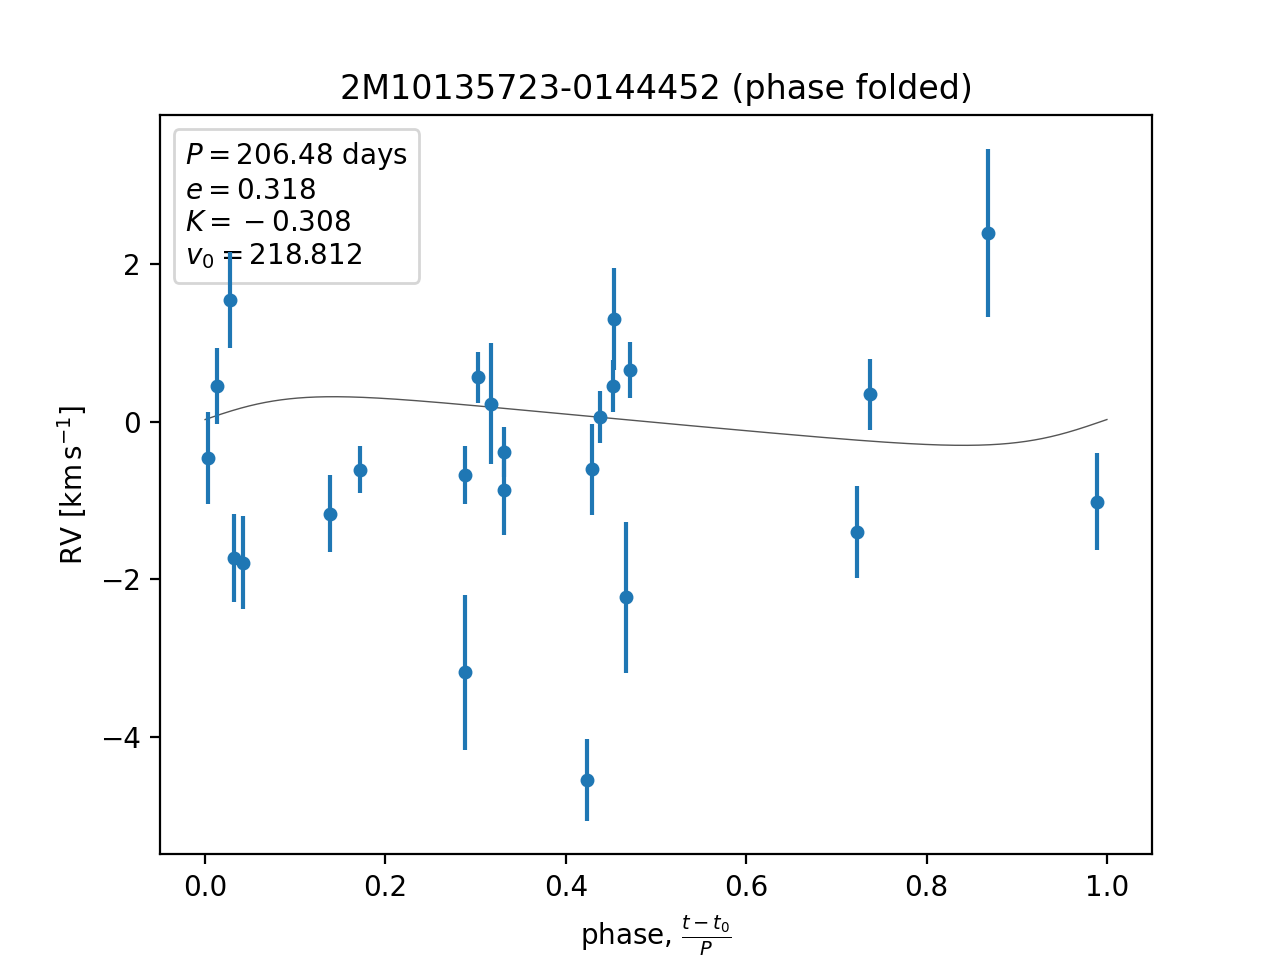 2M10135723-0144452 (phase folded)
P = 206.48 days
e = 0.318
K = −0.308
v₀ = 218.812
2
0
−2
−4
RV [km s⁻¹]
0.0 0.2 0.4 0.6 0.8 1.0
phase, (t − t₀)/P